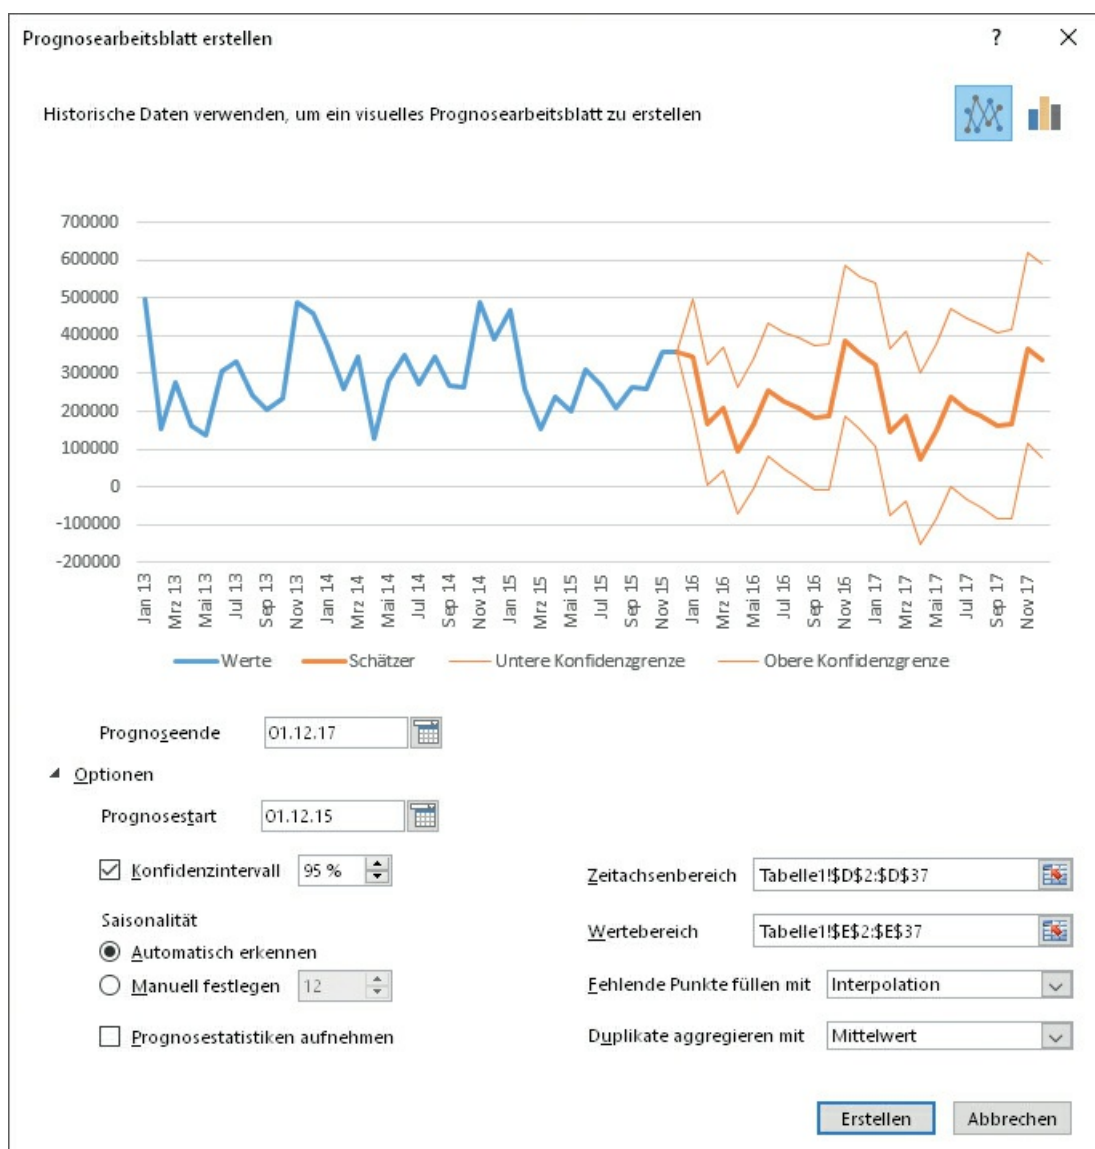 Prognosearbeitsblatt erstellen
?
Historische Daten verwenden, um ein visuelles Prognosearbeitsblatt zu erstellen
700000
600000
500000
400000
300000
200000
100000
0
-100000
-200000
Jan 13
Mrz 13
Mai 13
Jul 13
Sep 13
Nov 13
Jan 14
Mrz 14
Mai 14
Jul 14
Sep 14
Nov 14
Jan 15
Mrz 15
Mai 15
Jul 15
Sep 15
Nov 15
Jan 16
Mrz 16
Mai 16
Jul 16
Sep 16
Nov 16
Jan 17
Mrz 17
Mai 17
Jul 17
Sep 17
Nov 17
Werte Schätzer Untere Konfidenzgrenze Obere Konfidenzgrenze
Prognoseende 01.12.17
Optionen
Prognosestart 01.12.15
Konfidenzintervall 95 %
Saisonalität
Automatisch erkennen
Manuell festlegen 12
Prognosestatistiken aufnehmen
Zeitachsenbereich Tabelle1!$D$2:$D$37
Wertebereich Tabelle1!$E$2:$E$37
Fehlende Punkte füllen mit Interpolation
Duplikate aggregieren mit Mittelwert
Erstellen Abbrechen